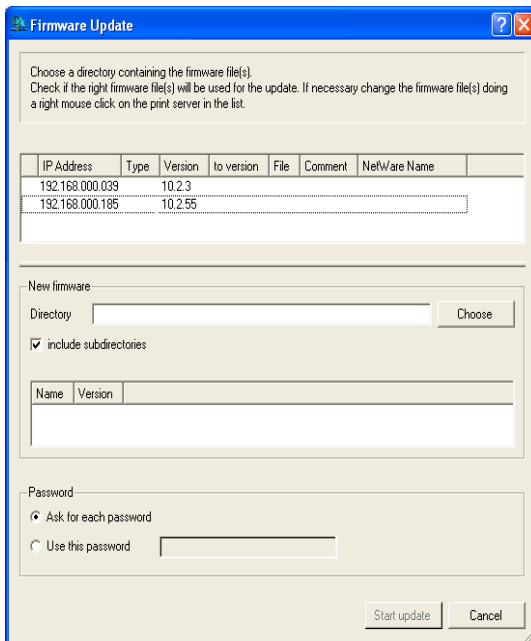 Firmware Update
Choose a directory containing the firmware file(s).
Check if the right firmware file(s) will be used for the update. If necessary change the firmware file(s) doing
a right mouse click on the print server in the list.
IP Address Type Version to version File Comment NetWare Name
192.168.000.039 10.2.3
192.168.000.185 10.2.55
New firmware
Directory Choose
include subdirectories
Name Version
Password
Ask for each password
Use this password
Start update Cancel